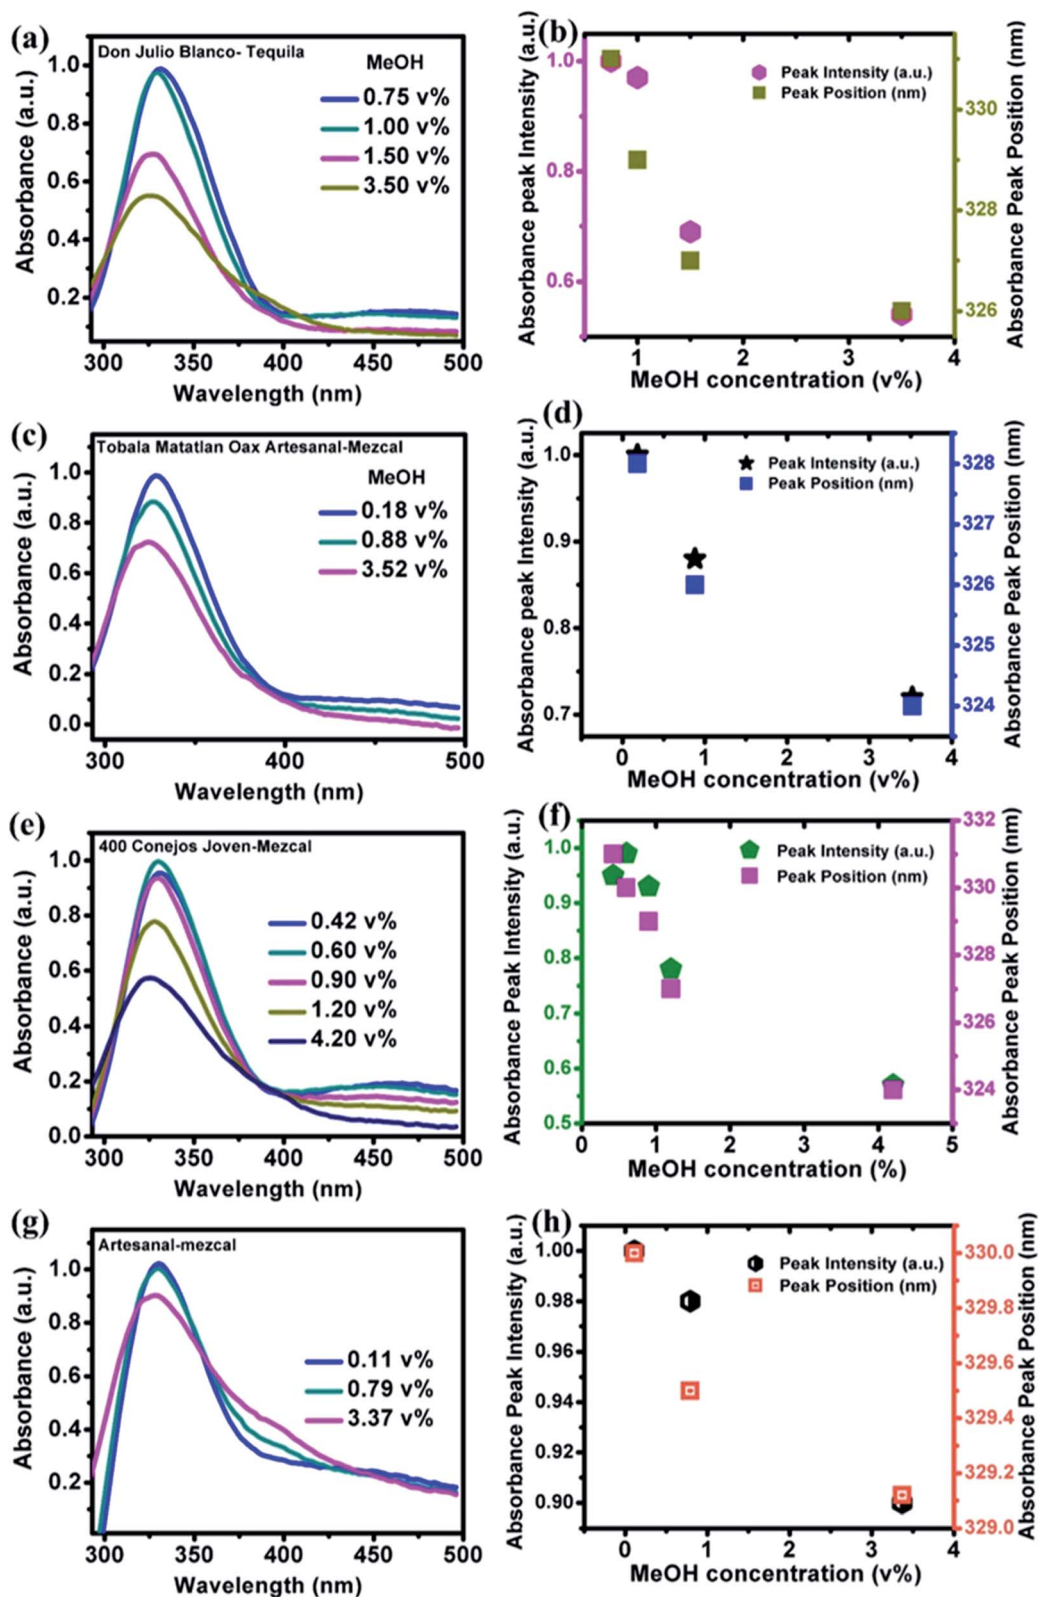 (a)
Don Julio Blanco- Tequila
MeOH
0.75 v%
1.00 v%
1.50 v%
3.50 v%
Absorbance (a.u.)
1.0
0.8
0.6
0.4
0.2
300 350 400 450 500
Wavelength (nm)
(b)
Peak Intensity (a.u.)
Peak Position (nm)
Absorbance peak Intensity (a.u.)
1.0
0.8
0.6
1 2 3 4
MeOH concentration (v%)
330
328
326
Absorbance Peak Position (nm)
(c)
Tobala Matatlan Oax Artesanal-Mezcal
MeOH
0.18 v%
0.88 v%
3.52 v%
Absorbance (a.u.)
1.0
0.8
0.6
0.4
0.2
0.0
300 400 500
Wavelength (nm)
(d)
Peak Intensity (a.u.)
Peak Position (nm)
Absorbance peak Intensity (a.u.)
1.0
0.9
0.8
0.7
0 1 2 3 4
MeOH concentration (v%)
328
327
326
325
324
Absorbance Peak Position (nm)
(e)
400 Conejos Joven-Mezcal
0.42 v%
0.60 v%
0.90 v%
1.20 v%
4.20 v%
Absorbance (a.u.)
1.0
0.8
0.6
0.4
0.2
0.0
300 350 400 450 500
Wavelength (nm)
(f)
Peak Intensity (a.u.)
Peak Position (nm)
Absorbance Peak Intensity (a.u.)
1.0
0.9
0.8
0.7
0.6
0.5
0 1 2 3 4 5
MeOH concentration (%)
332
330
328
326
324
Absorbance Peak Position (nm)
(g)
Artesanal-mezcal
0.11 v%
0.79 v%
3.37 v%
Absorbance (a.u.)
1.0
0.8
0.6
0.4
0.2
300 350 400 450 500
Wavelength (nm)
(h)
Peak Intensity (a.u.)
Peak Position (nm)
Absorbance Peak Intensity (a.u.)
1.00
0.98
0.96
0.94
0.92
0.90
0 1 2 3 4
MeOH concentration (v%)
330.0
329.8
329.6
329.4
329.2
329.0
Absorbance Peak Position (nm)